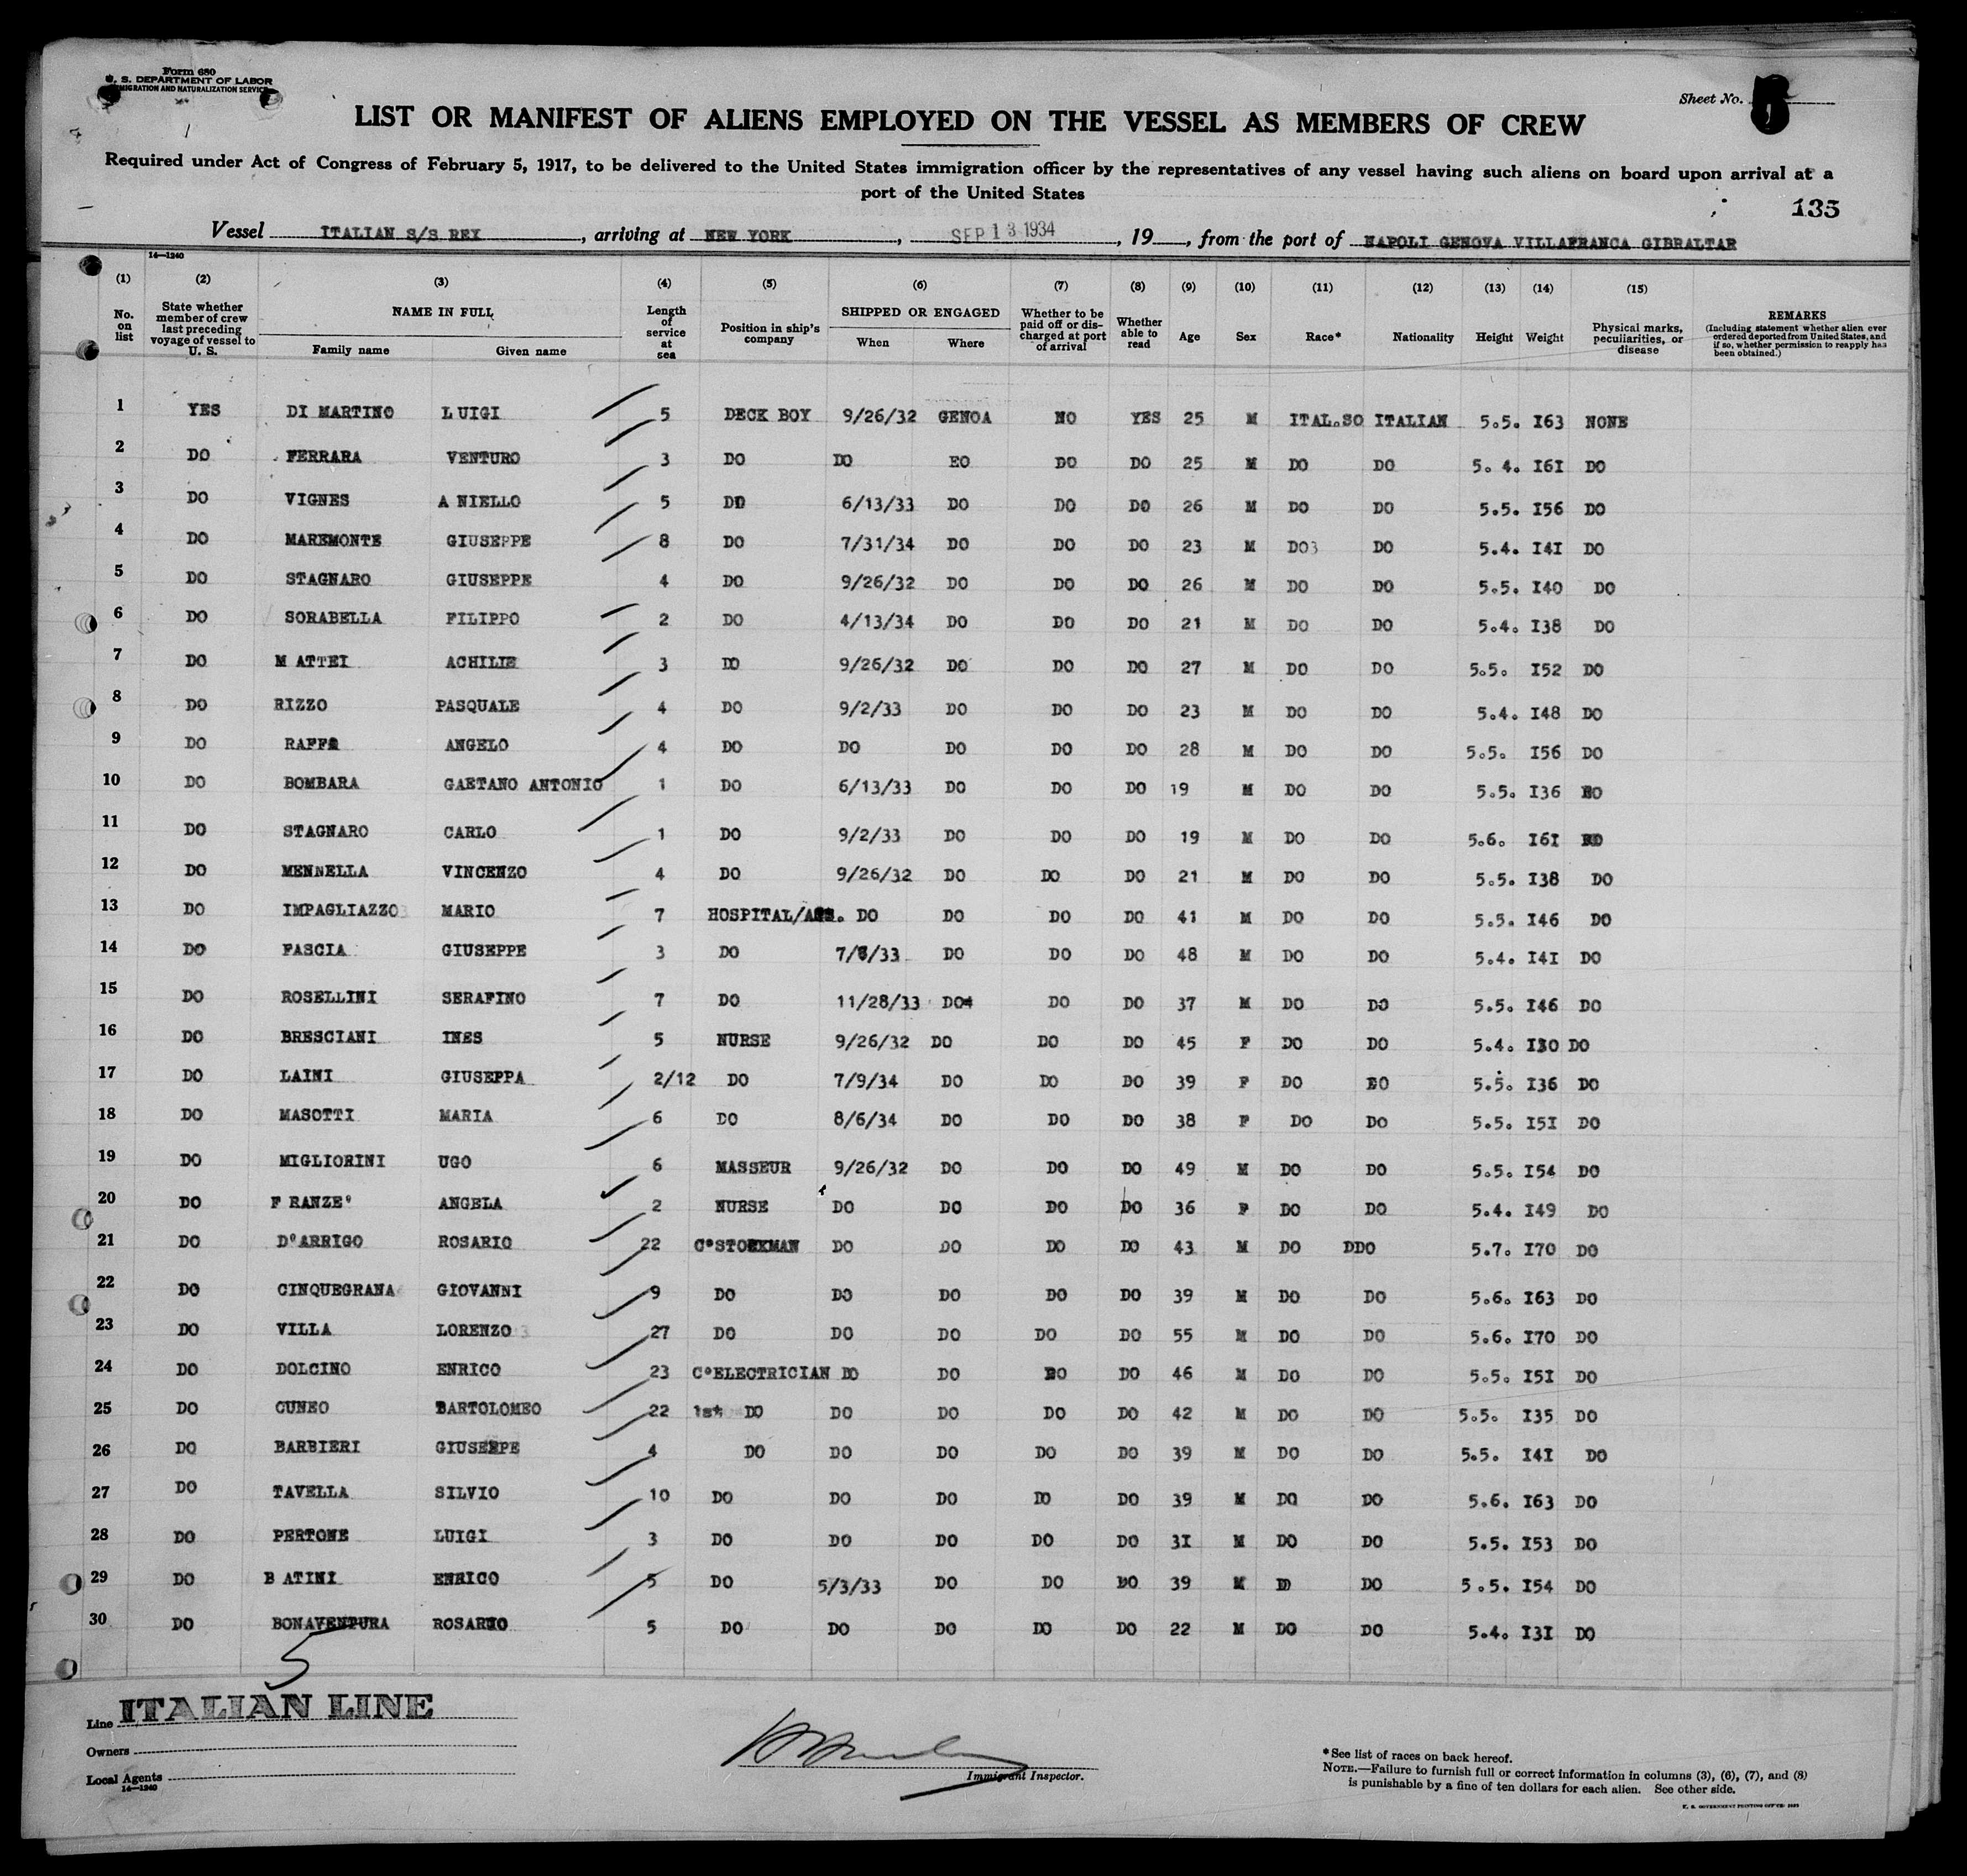 Form 680
U. S. DEPARTMENT OF LABOR
IMMIGRATION AND NATURALIZATION SERVICE
Sheet No. 5
LIST OR MANIFEST OF ALIENS EMPLOYED ON THE VESSEL AS MEMBERS OF CREW
Required under Act of Congress of February 5, 1917, to be delivered to the United States immigration officer by the representatives of any vessel having such aliens on board upon arrival at a
port of the United States
135
Vessel ITALIAN S/S REX, arriving at NEW YORK, SEP 13 1934, 19, from the port of NAPOLI GENOVA VILLAFRANCA GIBRALTAR
14—1240
(1) (2) (3) (4) (5) (6) (7) (8) (9) (10) (11) (12) (13) (14) (15)
No. on list
State whether member of crew last preceding voyage of vessel to U. S.
NAME IN FULL
Family name Given name
Length of service at sea
Position in ship's company
SHIPPED OR ENGAGED
When Where
Whether to be paid off or discharged at port of arrival
Whether able to read
Age
Sex
Race*
Nationality
Height
Weight
Physical marks, peculiarities, or disease
REMARKS
(Including statement whether alien ever ordered deported from United States, and if so, whether permission to reapply has been obtained.)
1 YES DI MARTINO LUIGI 5 DECK BOY 9/26/32 GENOA NO YES 25 M ITAL.SO ITALIAN 5.5. I63 NONE
2 DO FERRARA VENTURO 3 DO DO EO DO DO 25 M DO DO 5. 4. I6I DO
3 DO VIGNES A NIELLO 5 DO 6/13/33 DO DO DO 26 M DO DO 5.5. I56 DO
4 DO MAREMONTE GIUSEPPE 8 DO 7/31/34 DO DO DO 23 M DO3 DO 5.4. I4I DO
5 DO STAGNARO GIUSEPPE 4 DO 9/26/32 DO DO DO 26 M DO DO 5.5. I40 DO
6 DO SORABELLA FILIPPO 2 DO 4/13/34 DO DO DO 21 M DO DO 5.4. I38 DO
7 DO M ATTEI ACHILLE 3 DO 9/26/32 DO DO DO 27 M DO DO 5.5. I52 DO
8 DO RIZZO PASQUALE 4 DO 9/2/33 DO DO DO 23 M DO DO 5.4. I48 DO
9 DO RAFFA ANGELO 4 DO DO DO DO DO 28 M DO DO 5.5. I56 DO
10 DO BOMBARA GAETANO ANTONIO 1 DO 6/13/33 DO DO DO 19 M DO DO 5.5. I36 DO
11 DO STAGNARO CARLO 1 DO 9/2/33 DO DO DO 19 M DO DO 5.6. I6I DO
12 DO MENNELLA VINCENZO 4 DO 9/26/32 DO DO DO 21 M DO DO 5.5. I38 DO
13 DO IMPAGLIAZZO MARIO 7 HOSPITAL/ DO DO DO DO 41 M DO DO 5.5. I46 DO
14 DO FASCIA GIUSEPPE 3 DO DO DO DO 48 M DO DO 5.4. I4I DO
15 DO ROSELLINI SERAFINO 7 DO 11/28/33 DO DO DO 37 M DO DO 5.5. I46 DO
16 DO BRESCIANI INES 5 NURSE 9/26/32 DO DO DO 45 F DO DO 5.4. I30 DO
17 DO LAINI GIUSEPPA 2/12 DO 7/9/34 DO DO DO 39 F DO DO 5.5. I36 DO
18 DO MASOTTI MARIA 6 DO 8/6/34 DO DO DO 38 F DO DO 5.5. I5I DO
19 DO MIGLIORINI UGO 6 MASSEUR 9/26/32 DO DO DO 49 M DO DO 5.5. I54 DO
20 DO F RANZE' ANGELA 2 NURSE DO DO DO DO 36 F DO DO 5.4. I49 DO
21 DO D'ARRIGO ROSARIO 22 C°STOEKMAN DO DO DO DO 43 M DO DDO 5.7. I70 DO
22 DO CINQUEGRANA GIOVANNI 9 DO DO DO DO DO 39 M DO DO 5.6. I63 DO
23 DO VILLA LORENZO 27 DO DO DO DO DO 55 M DO DO 5.6. I70 DO
24 DO DOLCINO ENRICO 23 C°ELECTRICIAN DO DO DO DO 46 M DO DO 5.5. I5I DO
25 DO CUNEO BARTOLOMEO 22 1st DO DO DO DO DO 42 M DO DO 5.5. I35 DO
26 DO BARBIERI GIUSEPPE 4 DO DO DO DO DO 39 M DO DO 5.5. I4I DO
27 DO TAVELLA SILVIO 10 DO DO DO DO DO 39 M DO DO 5.6. I63 DO
28 DO PERTONE LUIGI 3 DO DO DO DO DO 3I M DO DO 5.5. I53 DO
29 DO B ATINI ENRICO 5 DO 5/3/33 DO DO DO 39 M D DO 5.5. I54 DO
30 DO BONAVENTURA ROSARIO 5 DO DO DO DO DO 22 M DO DO 5.4. I3I DO
5
Line ITALIAN LINE
Owners
Local Agents
14—1240
Immigrant Inspector.
*See list of races on back hereof.
NOTE.—Failure to furnish full or correct information in columns (3), (6), (7), and (8)
is punishable by a fine of ten dollars for each alien. See other side.
U. S. GOVERNMENT PRINTING OFFICE